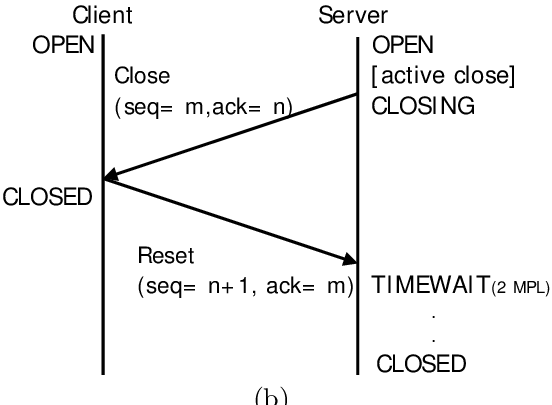 Client Server
OPEN OPEN
Close [active close]
(seq= m,ack= n) CLOSING
CLOSED
Reset
(seq= n+1, ack= m) TIMEWAIT(2 MPL)
.
.
CLOSED
(b)